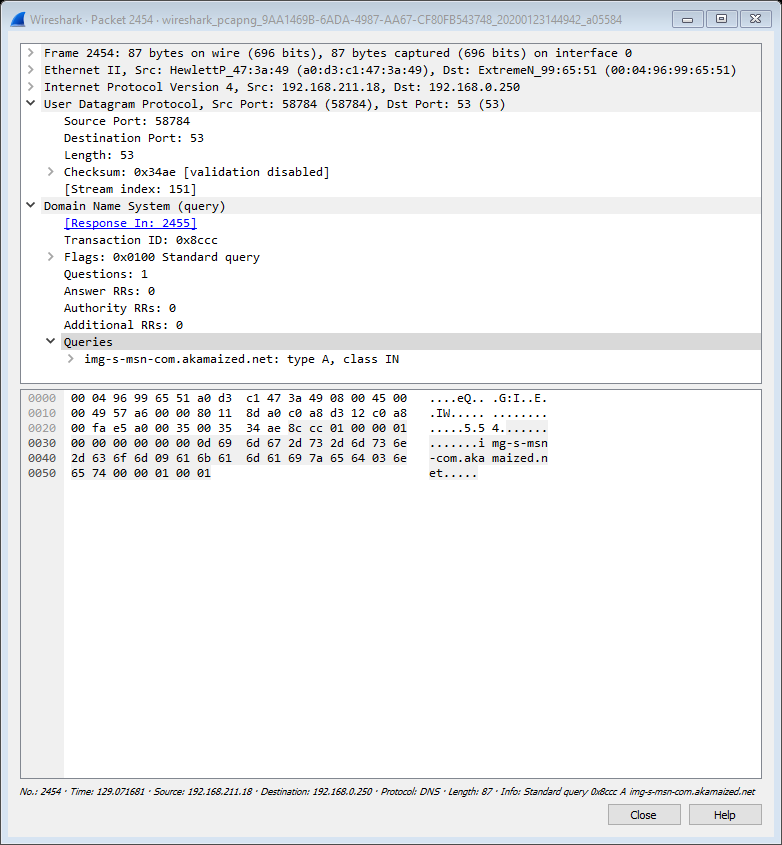 Wireshark · Packet 2454 · wireshark_pcapng_9AA1469B-6ADA-4987-AA67-CF80FB543748_20200123144942_a05584
Frame 2454: 87 bytes on wire (696 bits), 87 bytes captured (696 bits) on interface 0
Ethernet II, Src: HewlettP_47:3a:49 (a0:d3:c1:47:3a:49), Dst: ExtremeN_99:65:51 (00:04:96:99:65:51)
Internet Protocol Version 4, Src: 192.168.211.18, Dst: 192.168.0.250
User Datagram Protocol, Src Port: 58784 (58784), Dst Port: 53 (53)
Source Port: 58784
Destination Port: 53
Length: 53
Checksum: 0x34ae [validation disabled]
[Stream index: 151]
Domain Name System (query)
[Response In: 2455]
Transaction ID: 0x8ccc
Flags: 0x0100 Standard query
Questions: 1
Answer RRs: 0
Authority RRs: 0
Additional RRs: 0
Queries
img-s-msn-com.akamaized.net: type A, class IN
0000 00 04 96 99 65 51 a0 d3 c1 47 3a 49 08 00 45 00 ....eQ.. .G:I..E.
0010 00 49 57 a6 00 00 80 11 8d a0 c0 a8 d3 12 c0 a8 .IW..... ........
0020 00 fa e5 a0 00 35 00 35 34 ae 8c cc 01 00 00 01 .....5.5 4.......
0030 00 00 00 00 00 00 0d 69 6d 67 2d 73 2d 6d 73 6e .......i mg-s-msn
0040 2d 63 6f 6d 09 61 6b 61 6d 61 69 7a 65 64 03 6e -com.aka maized.n
0050 65 74 00 00 01 00 01 et.....
No.: 2454 · Time: 129.071681 · Source: 192.168.211.18 · Destination: 192.168.0.250 · Protocol: DNS · Length: 87 · Info: Standard query 0x8ccc A img-s-msn-com.akamaized.net
Close Help